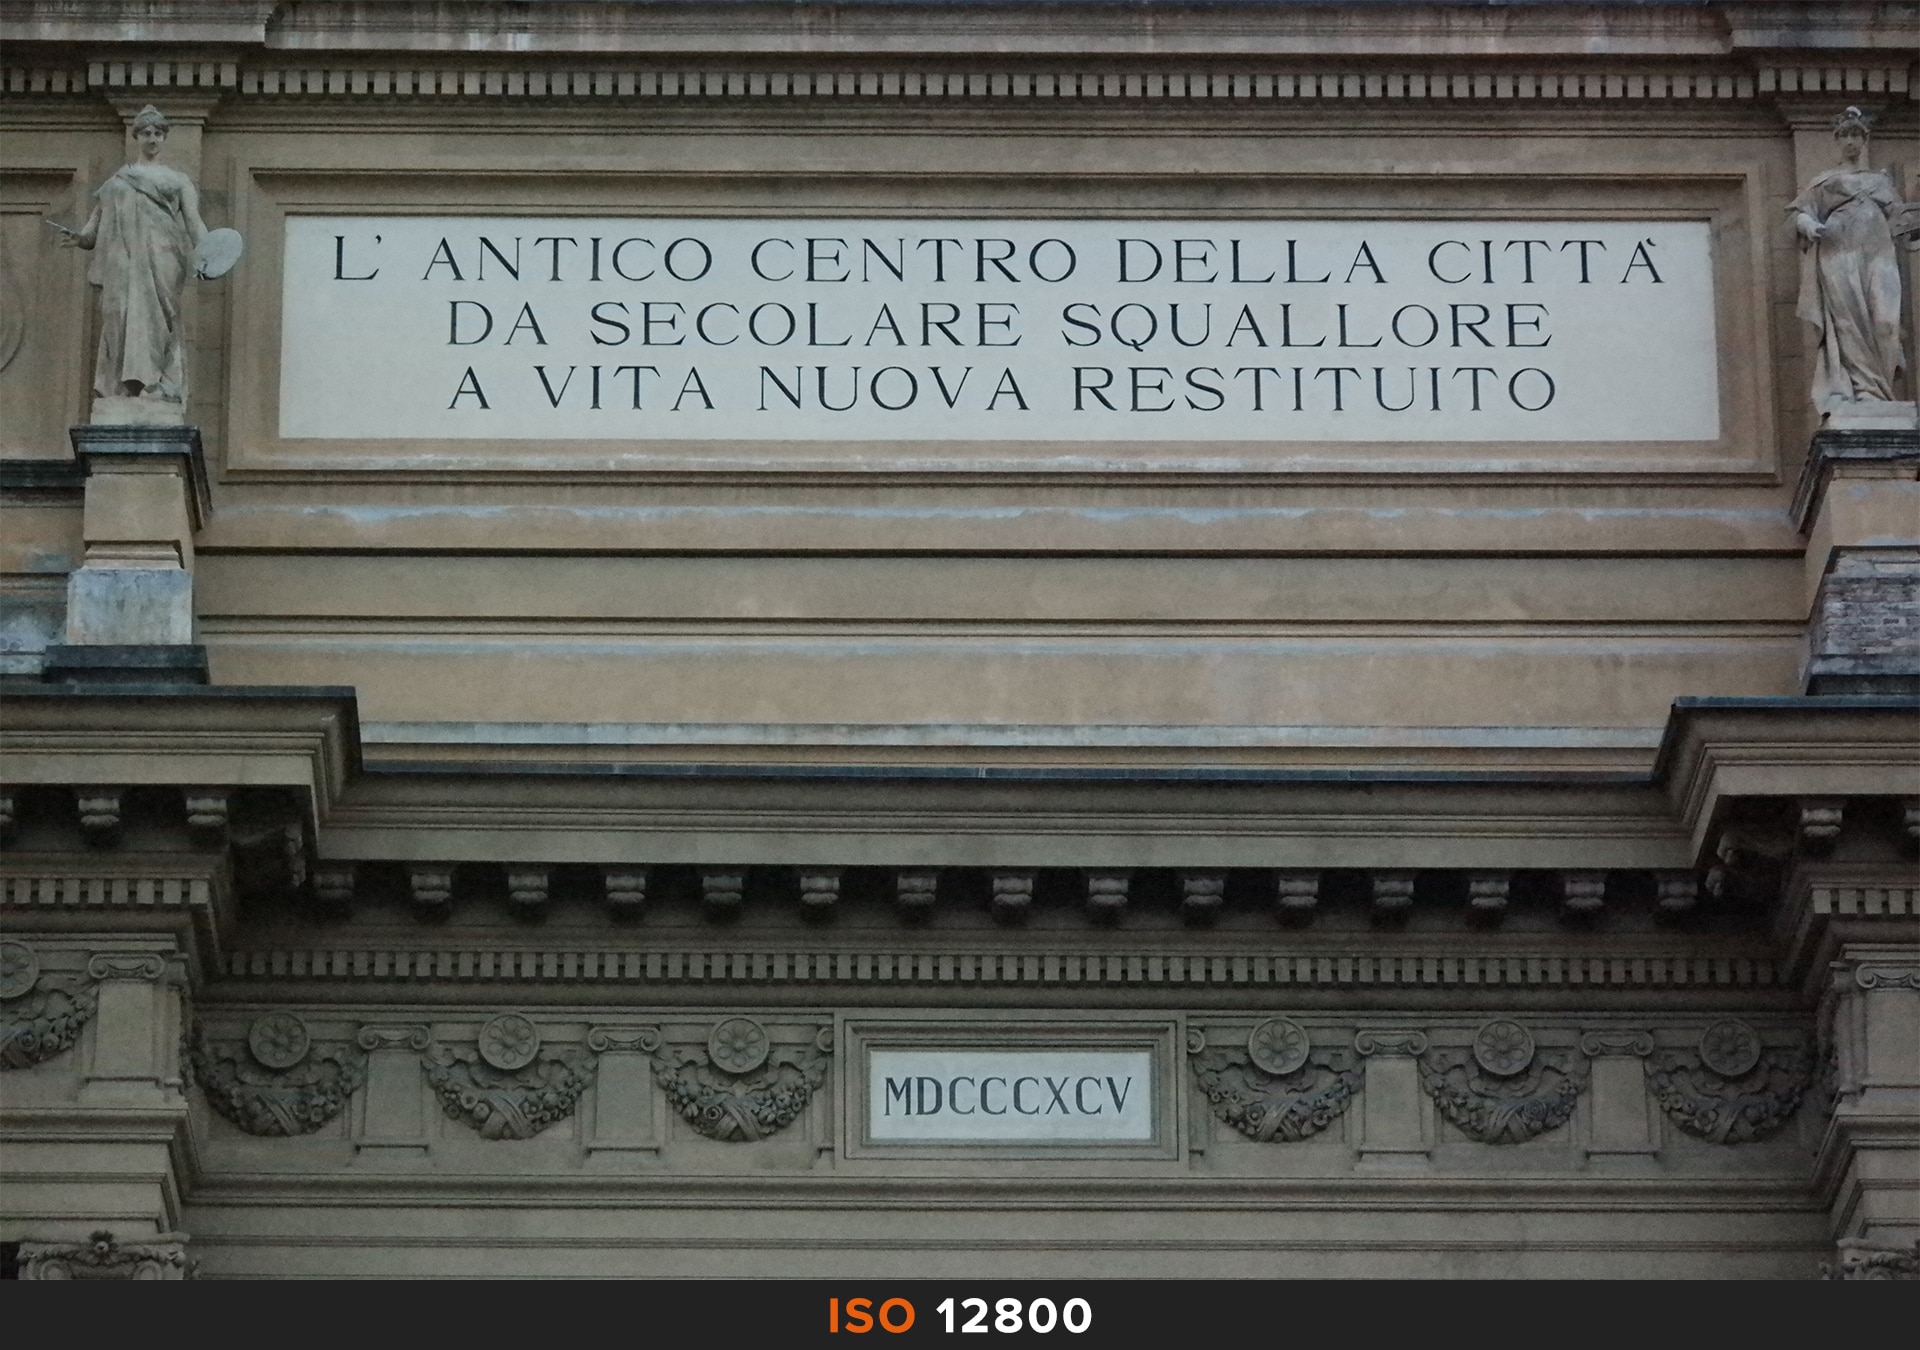 L' ANTICO CENTRO DELLA CITTÀ
DA SECOLARE SQUALLORE
A VITA NUOVA RESTITUITO
MDCCCXCV
ISO 12800